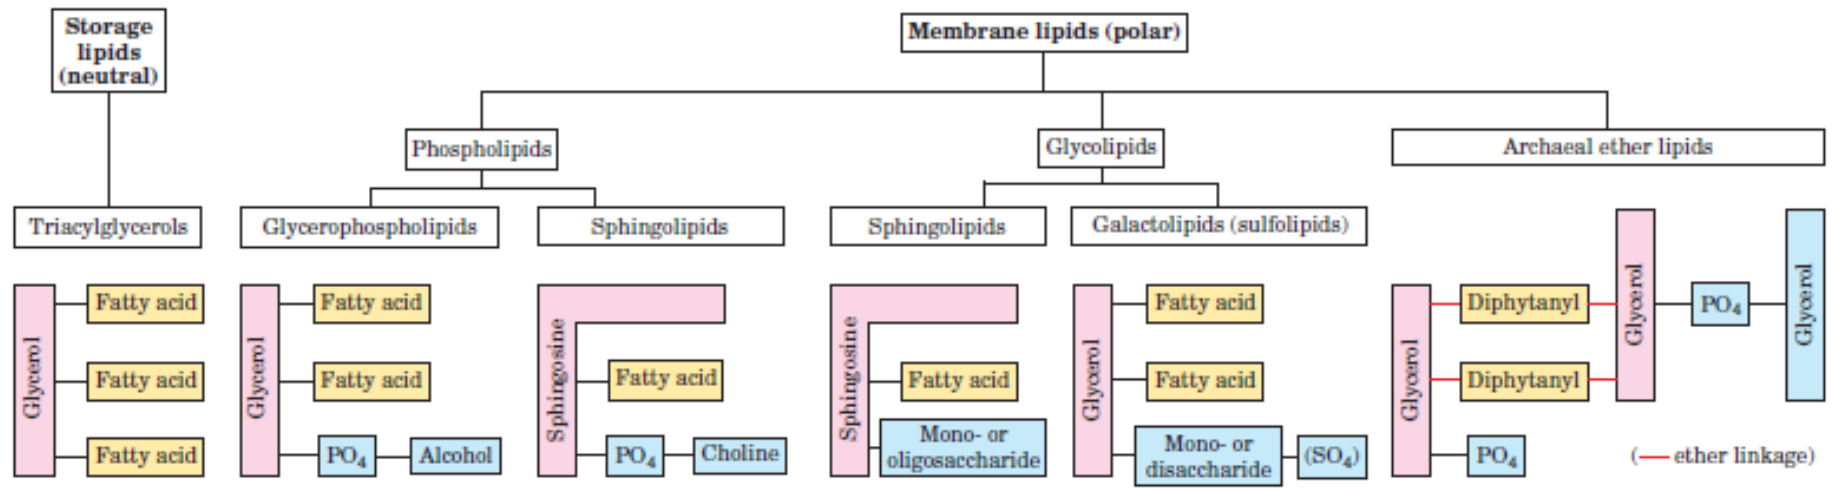 Storage
lipids
(neutral)
Membrane lipids (polar)
Phospholipids
Glycolipids
Archaeal ether lipids
Triacylglycerols
Glycerophospholipids
Sphingolipids
Sphingolipids
Galactolipids (sulfolipids)
Glycerol
Fatty acid
Fatty acid
Fatty acid
Glycerol
Fatty acid
Fatty acid
PO4
Alcohol
Sphingosine
Fatty acid
PO4
Choline
Sphingosine
Fatty acid
Mono- or
oligosaccharide
Glycerol
Fatty acid
Fatty acid
Mono- or
disaccharide
(SO4)
Glycerol
Diphytanyl
Diphytanyl
PO4
Glycerol
PO4
Glycerol
(— ether linkage)